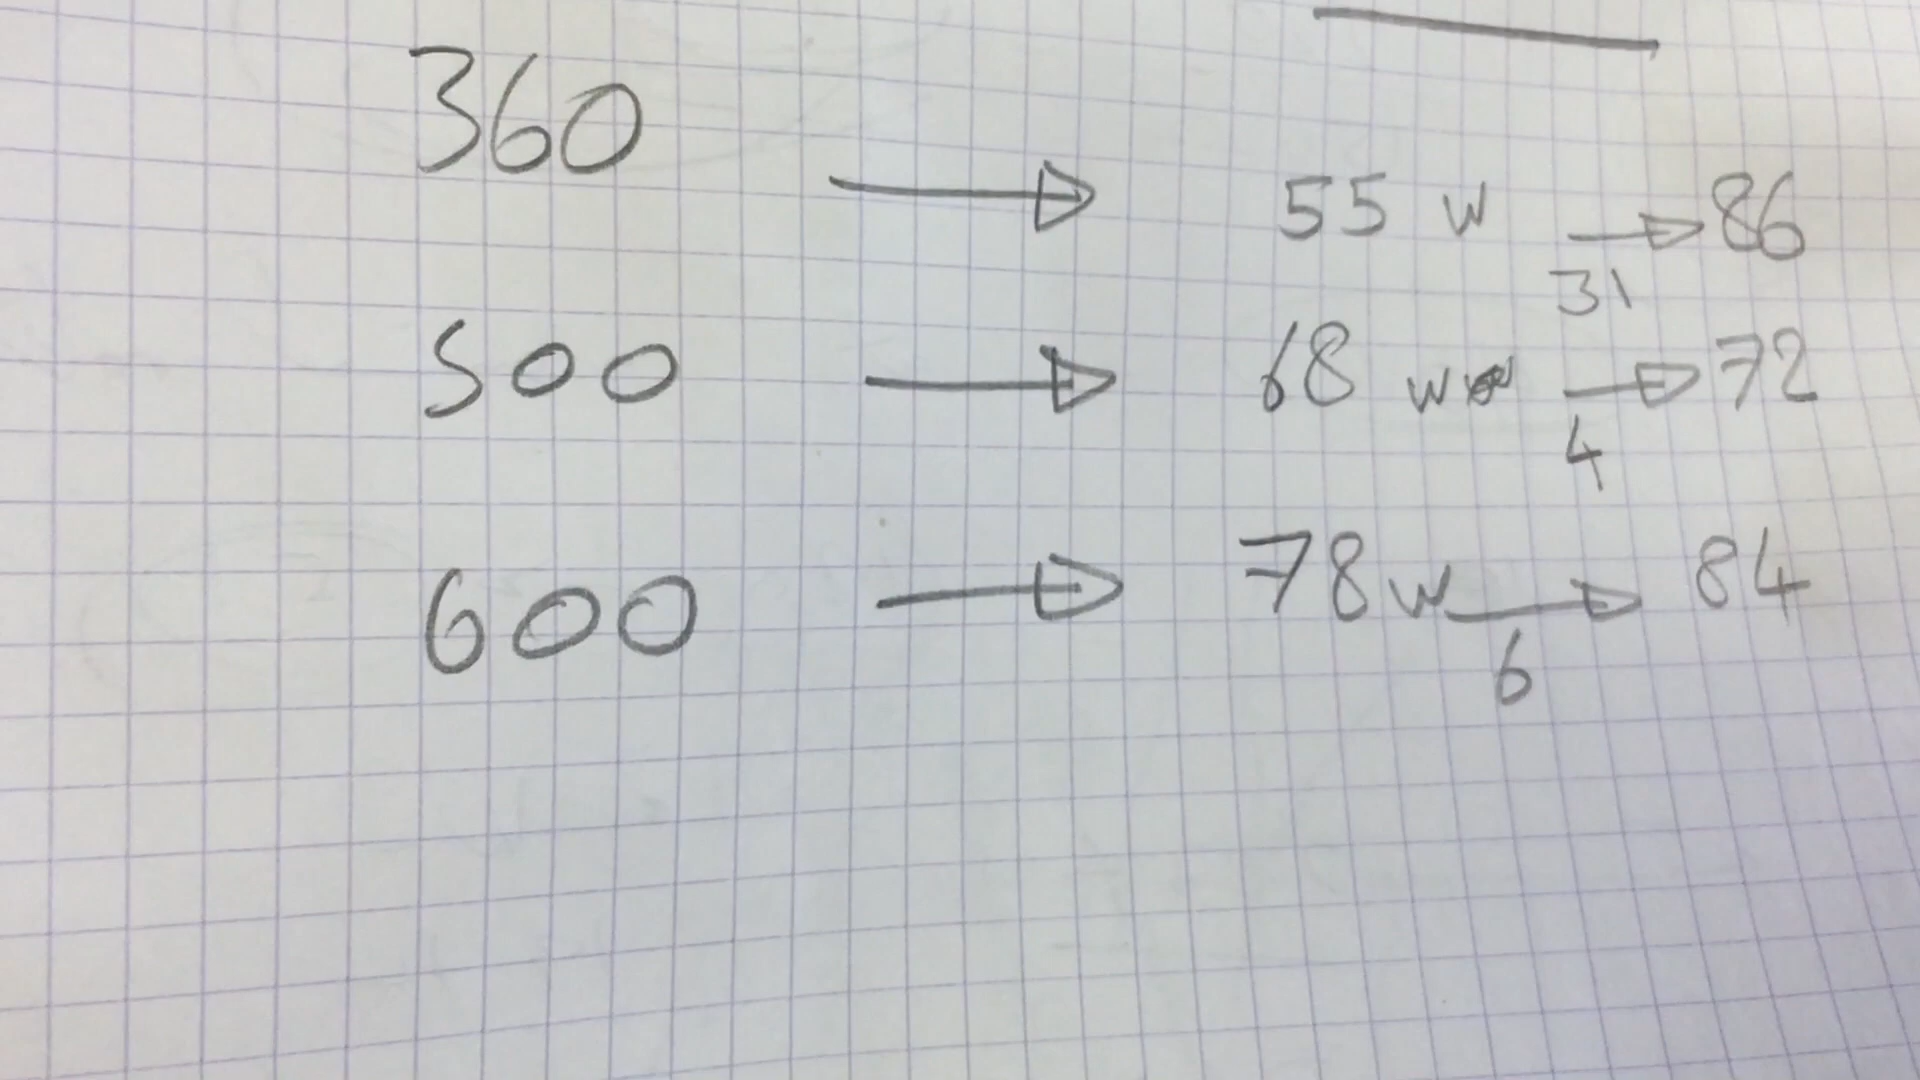 360 → 55 w → 86
31
500 → 68 w → 72
4
600 → 78 w → 84
6